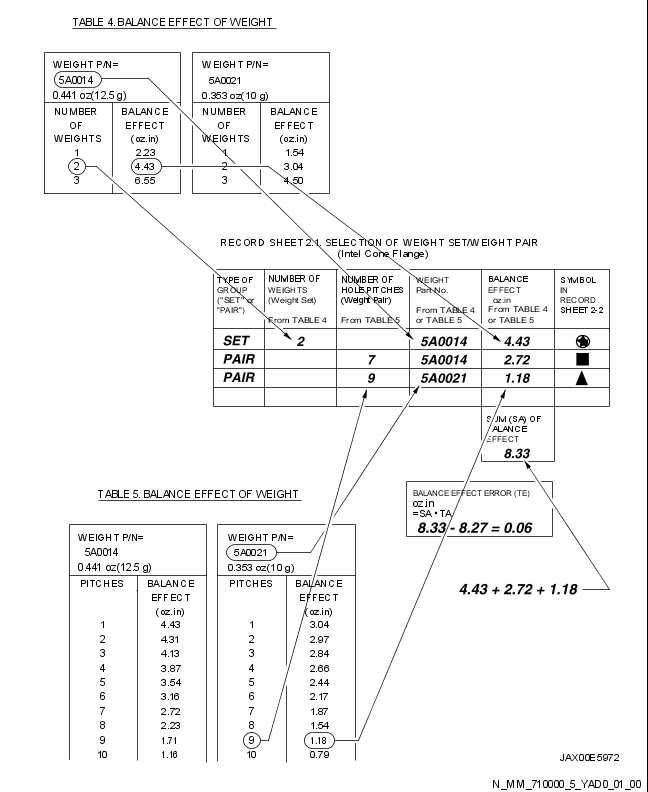 TABLE 4. BALANCE EFFECT OF WEIGHT
WEIGHT P/N=
5A0014
0.441 oz(12.5 g)
NUMBER OF WEIGHTS BALANCE EFFECT (oz.in)
1 2.23
2 4.43
3 6.55
WEIGHT P/N=
5A0021
0.353 oz(10 g)
NUMBER OF WEIGHTS BALANCE EFFECT (oz.in)
1 1.54
2 3.04
3 4.50
RECORD SHEET 2.1. SELECTION OF WEIGHT SET/WEIGHT PAIR
(Intel Cone Flange)
TYPE OF GROUP ("SET" or "PAIR")
NUMBER OF WEIGHTS (Weight Set) From TABLE 4
NUMBER OF HOLE PITCHES (Weight Pair) From TABLE 5
WEIGHT Part No. From TABLE 4 or TABLE 5
BALANCE EFFECT oz.in From TABLE 4 or TABLE 5
SYMBOL IN RECORD SHEET 2-2
SET 2 5A0014 4.43
PAIR 7 5A0014 2.72
PAIR 9 5A0021 1.18
SUM (SA) OF
BALANCE
EFFECT
8.33
BALANCE EFFECT ERROR (TE)
oz.in
=SA • TA
8.33 - 8.27 = 0.06
4.43 + 2.72 + 1.18
TABLE 5. BALANCE EFFECT OF WEIGHT
WEIGHT P/N=
5A0014
0.441 oz(12.5 g)
PITCHES BALANCE EFFECT (oz.in)
1 4.43
2 4.31
3 4.13
4 3.87
5 3.54
6 3.16
7 2.72
8 2.23
9 1.71
10 1.16
WEIGHT P/N=
5A0021
0.353 oz(10 g)
PITCHES BALANCE EFFECT (oz.in)
1 3.04
2 2.97
3 2.84
4 2.66
5 2.44
6 2.17
7 1.87
8 1.54
9 1.18
10 0.79
JAX00E5972
N_MM_710000_5_YAD0_01_00